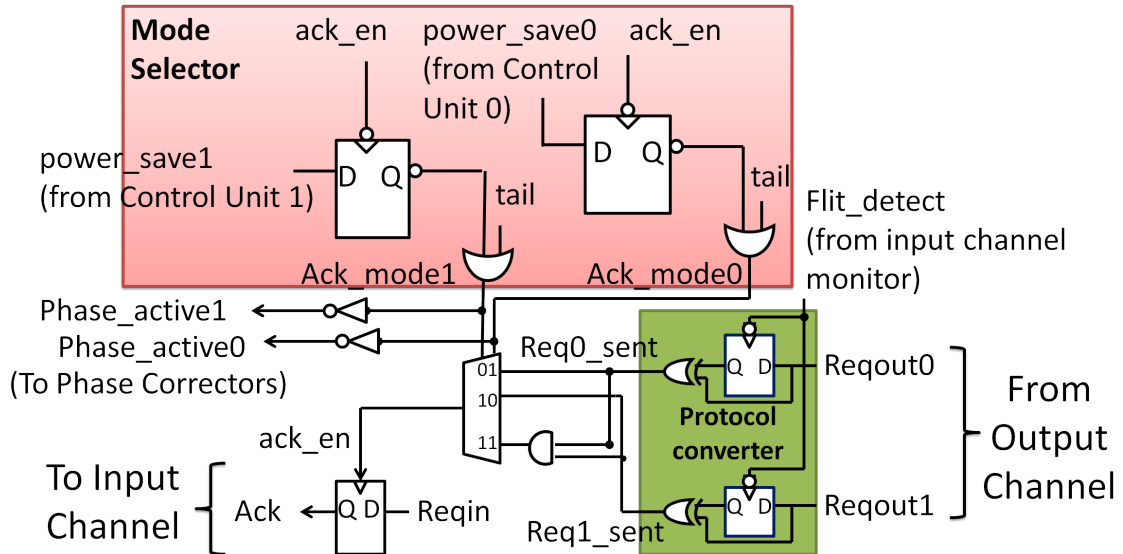 Mode
Selector
ack_en
power_save0
(from Control
Unit 0)
ack_en
power_save1
(from Control Unit 1)
D
Q
D
Q
tail
tail
Flit_detect
(from input channel
monitor)
Ack_mode1
Ack_mode0
Phase_active1
Phase_active0
(To Phase Correctors)
Req0_sent
01
10
11
Q
D
Reqout0
Protocol
converter
From
Output
Channel
ack_en
To Input
Channel
Ack
Q
D
Reqin
Req1_sent
Q
D
Reqout1